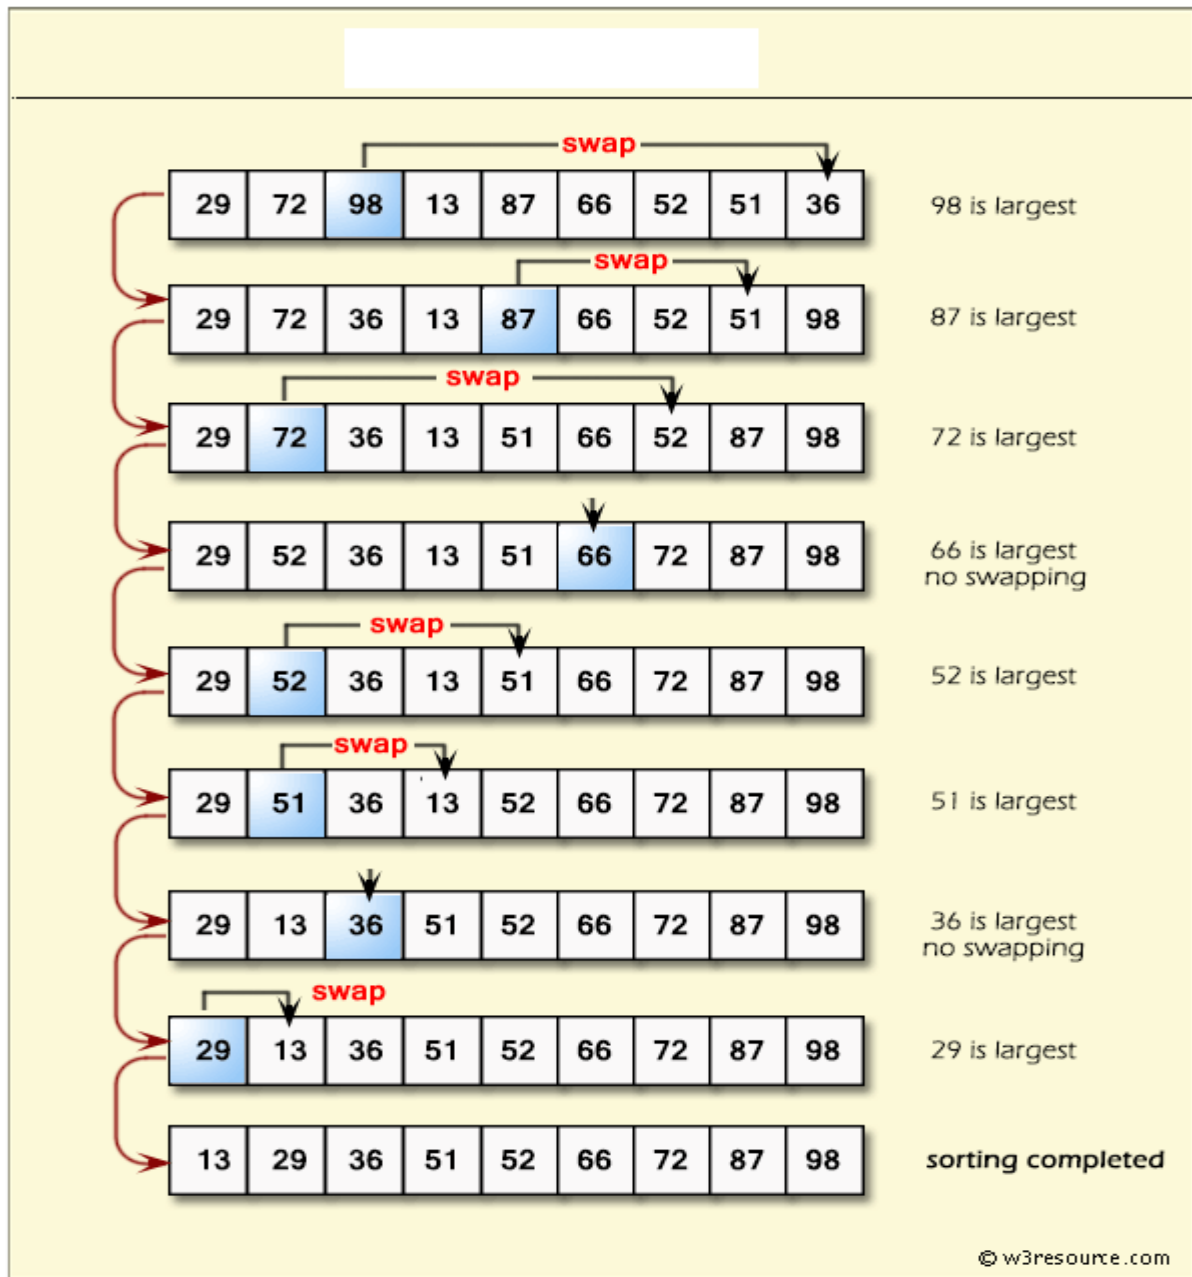 swap
29 72 98 13 87 66 52 51 36 98 is largest
swap
29 72 36 13 87 66 52 51 98 87 is largest
swap
29 72 36 13 51 66 52 87 98 72 is largest
29 52 36 13 51 66 72 87 98 66 is largest
no swapping
swap
29 52 36 13 51 66 72 87 98 52 is largest
swap
29 51 36 13 52 66 72 87 98 51 is largest
29 13 36 51 52 66 72 87 98 36 is largest
no swapping
swap
29 13 36 51 52 66 72 87 98 29 is largest
13 29 36 51 52 66 72 87 98 sorting completed
© w3resource.com